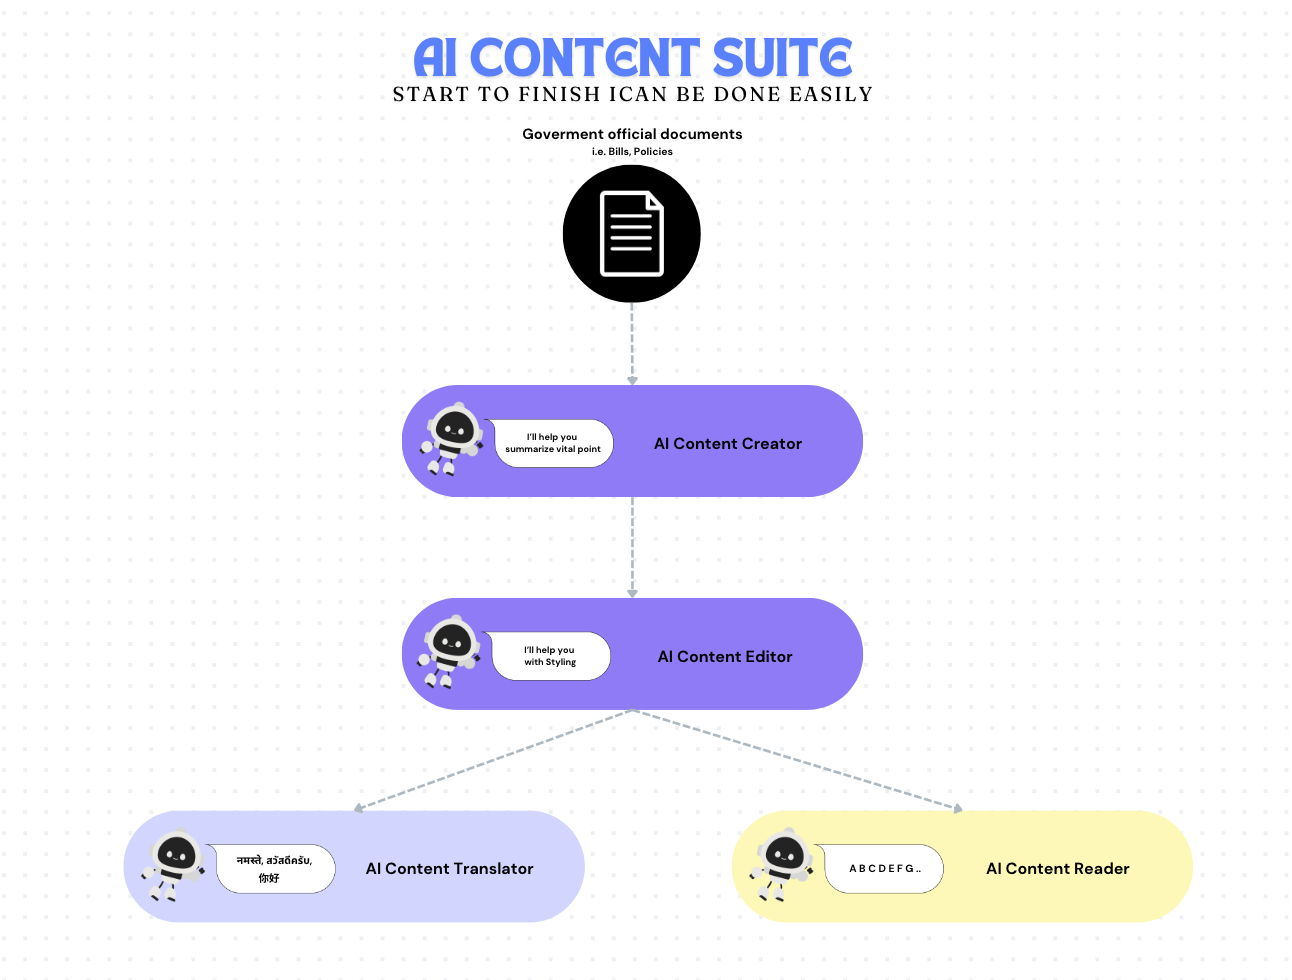 AI CONTENT SUITE
START TO FINISH ICAN BE DONE EASILY
Goverment official documents
i.e. Bills, Policies
I'll help you
summarize vital point
AI Content Creator
I'll help you
with Styling
AI Content Editor
नमस्ते, สวัสดีครับ,
你好
AI Content Translator
A B C D E F G ..
AI Content Reader